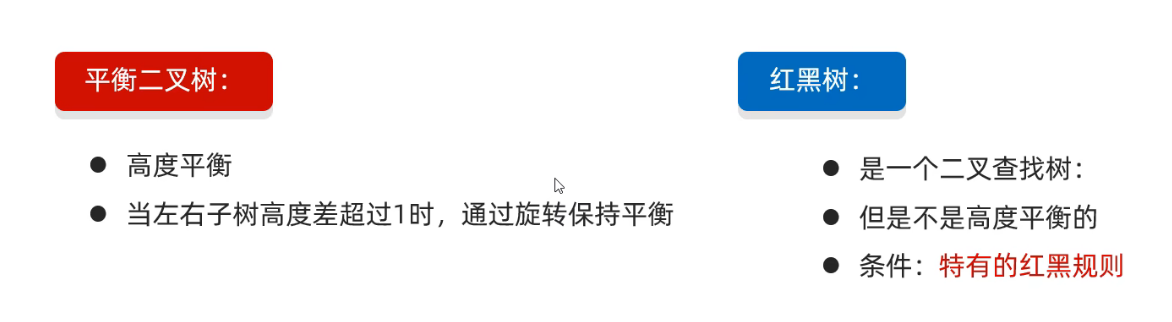 平衡二叉树：
● 高度平衡
● 当左右子树高度差超过1时，通过旋转保持平衡
红黑树：
● 是一个二叉查找树：
● 但是不是高度平衡的
● 条件：特有的红黑规则